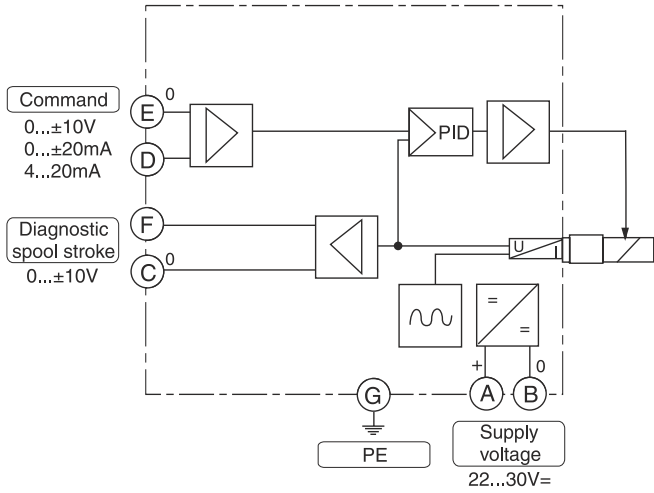 Command
0...±10V
0...±20mA
4...20mA
E
0
D
PID
Diagnostic
spool stroke
0...±10V
F
C
0
U
I
=
=
+
0
A
B
G
PE
Supply
voltage
22...30V=